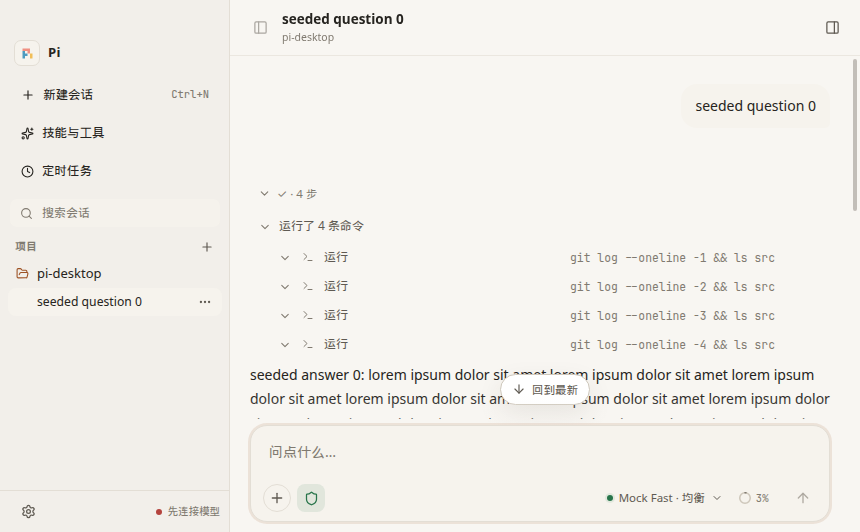 Pi
新建会话 Ctrl+N
技能与工具
定时任务
搜索会话
项目
pi-desktop
seeded question 0
先连接模型
seeded question 0
pi-desktop
seeded question 0
· 4 步
运行了 4 条命令
运行 git log --oneline -1 && ls src
运行 git log --oneline -2 && ls src
运行 git log --oneline -3 && ls src
运行 git log --oneline -4 && ls src
seeded answer 0: lorem ipsum dolor sit amet lorem ipsum dolor sit amet lorem ipsum
dolor sit amet lorem ipsum dolor sit am ipsum dolor sit amet lorem ipsum dolor
回到最新
问点什么...
Mock Fast · 均衡 3%